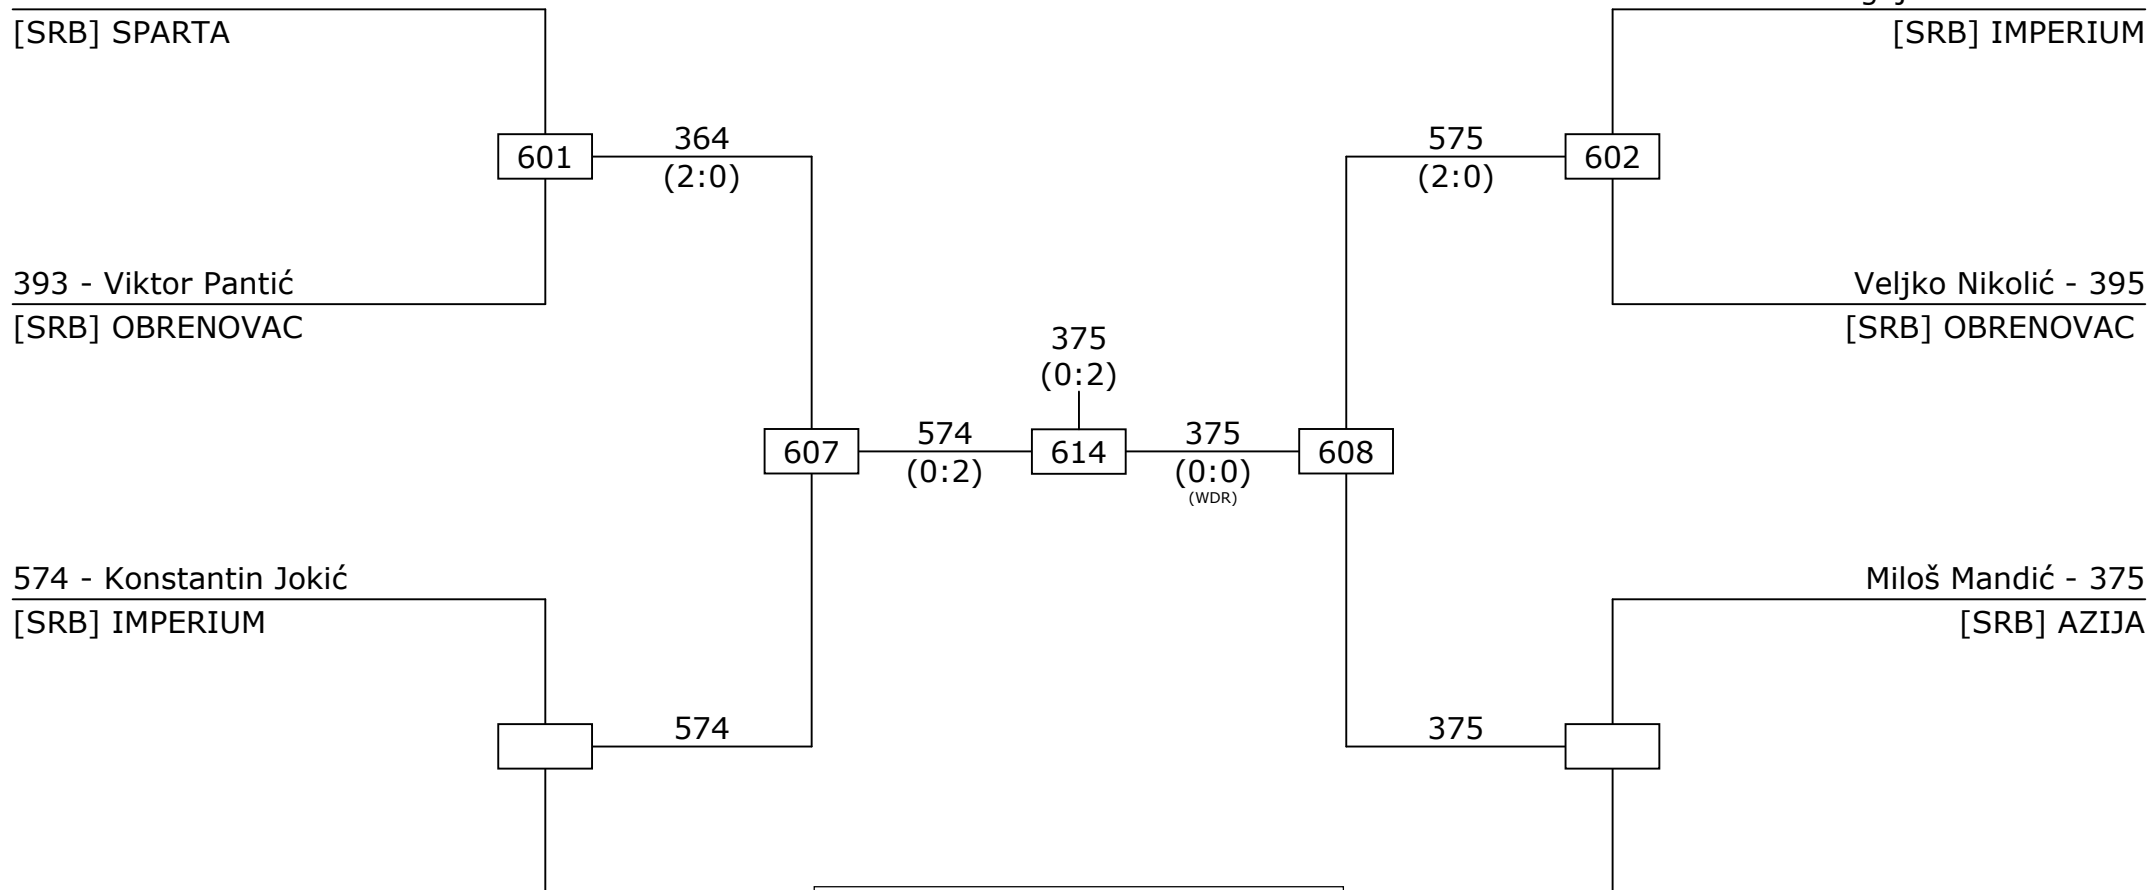 [SRB] SPARTA
[SRB] IMPERIUM
364
575
601
602
(2:0)
(2:0)
393 - Viktor Pantić
Veljko Nikolić - 395
[SRB] OBRENOVAC
[SRB] OBRENOVAC
375
(0:2)
574
375
607
614
608
(0:2)
(0:0)
(WDR)
574 - Konstantin Jokić
Miloš Mandić - 375
[SRB] IMPERIUM
[SRB] AZIJA
574
375